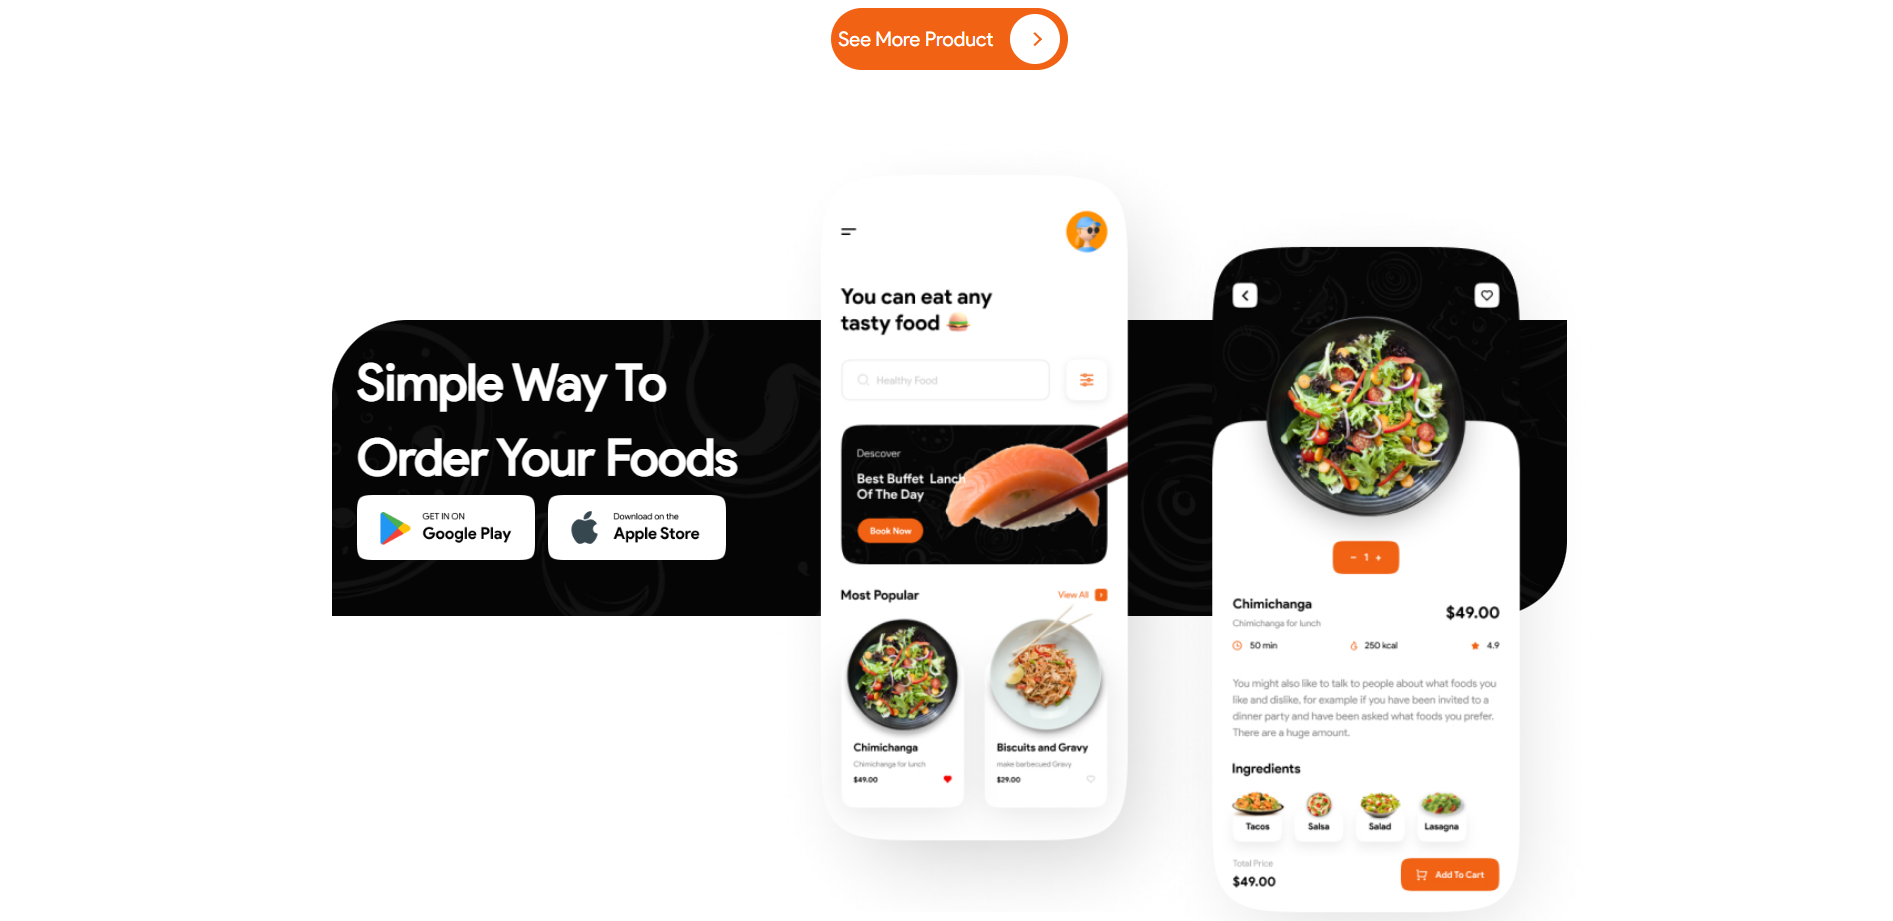 See More Product
Simple Way To
Order Your Foods
GET IN ON
Google Play
Download on the
Apple Store
You can eat any
tasty food
Healthy Food
Descover
Best Buffet Lanch
Of The Day
Book Now
Most Popular
View All
Chimichanga
Chimichanga for lunch
$49.00
Biscuits and Gravy
make barbecued Gravy
$29.00
- 1 +
Chimichanga
$49.00
Chimichanga for lunch
50 min
250 kcal
4.9
You might also like to talk to people about what foods you
like and dislike, for example if you have been invited to a
dinner party and have been asked what foods you prefer.
There are a huge amount.
Ingredients
Tacos
Salsa
Salad
Lasagna
Total Price
$49.00
Add To Cart